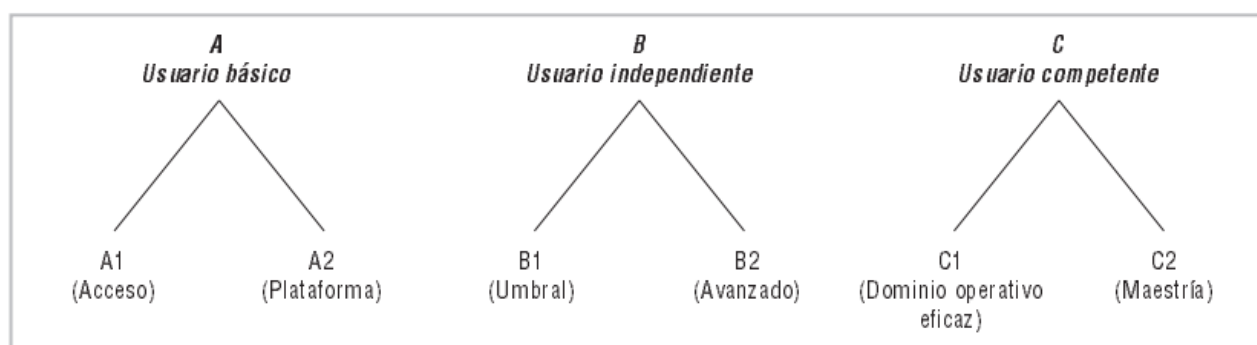 A
Usuario básico
B
Usuario independiente
C
Usuario competente
A1
(Acceso)
A2
(Plataforma)
B1
(Umbral)
B2
(Avanzado)
C1
(Dominio operativo
eficaz)
C2
(Maestría)